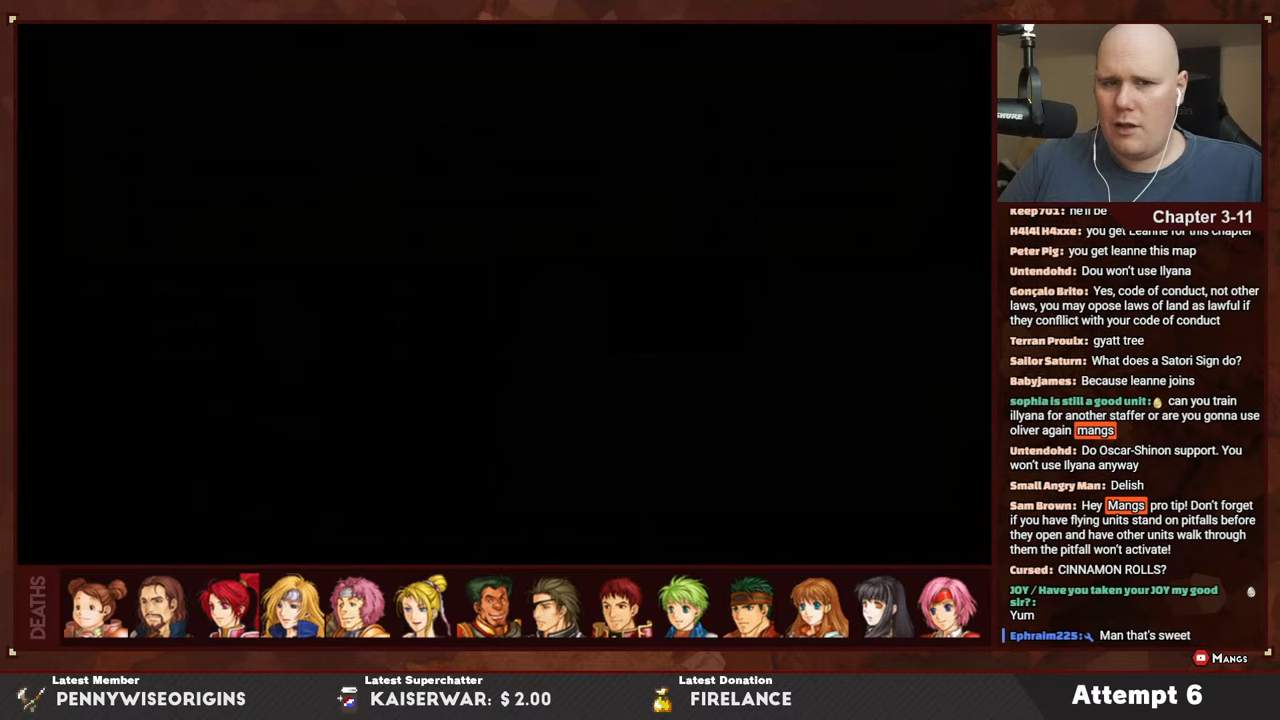 SHURE
Keep701: he'll be
Chapter 3-11
H4l4l H4xxe: you get Leanne for this chapter
Peter Pig: you get leanne this map
Untendohd: Dou won't use Ilyana
Gonçalo Brito: Yes, code of conduct, not other
laws, you may opose laws of land as lawful if
they confllict with your code of conduct
Terran Proulx: gyatt tree
Sailor Saturn: What does a Satori Sign do?
Babyjames: Because leanne joins
sophia is still a good unit: can you train
illyana for another staffer or are you gonna use
oliver again mangs
Untendohd: Do Oscar-Shinon support. You
won't use Ilyana anyway
Small Angry Man: Delish
Sam Brown: Hey Mangs pro tip! Don't forget
if you have flying units stand on pitfalls before
they open and have other units walk through
them the pitfall won't activate!
Cursed: CINNAMON ROLLS?
JOY / Have you taken your JOY my good
sir?:
Yum
Ephraim225: Man that's sweet
DEATHS
MANGS
Latest Member
PENNYWISEORIGINS
Latest Superchatter
KAISERWAR: $ 2.00
Latest Donation
FIRELANCE
Attempt 6